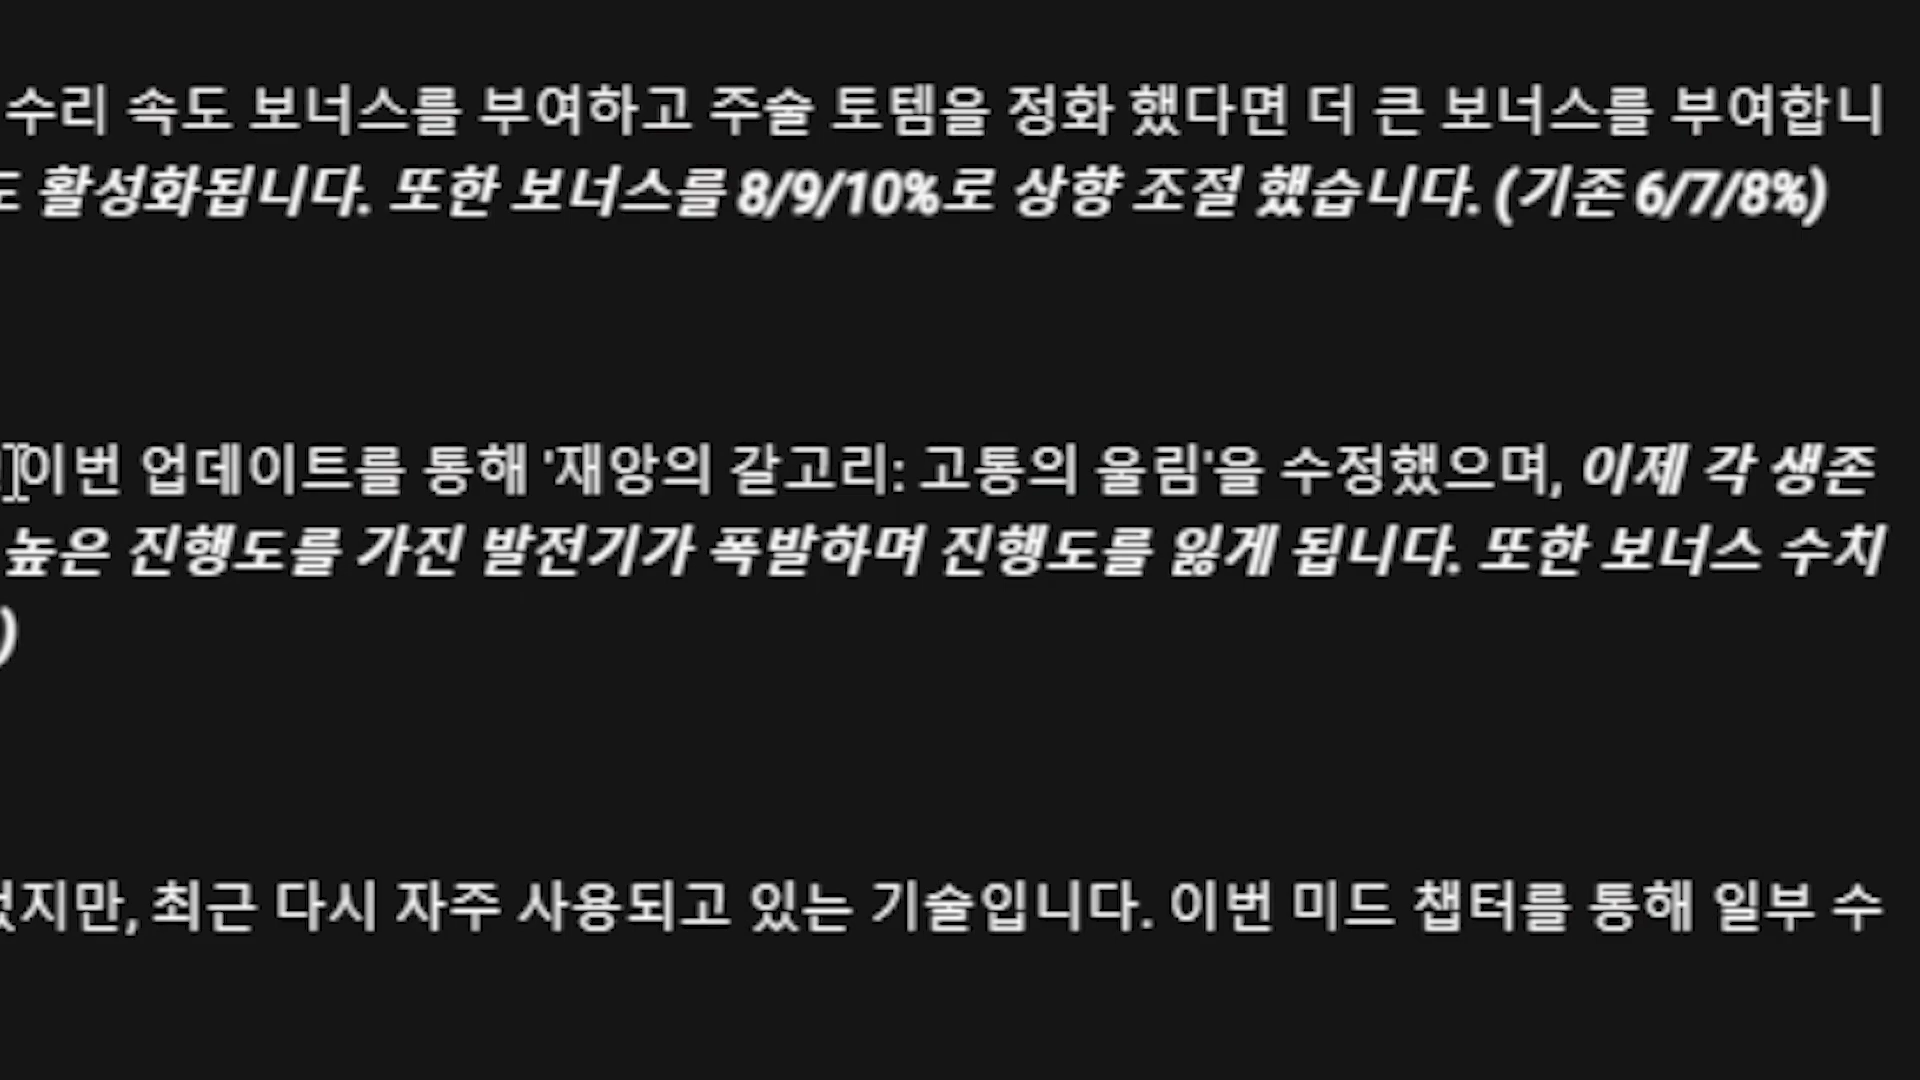 수리 속도 보너스를 부여하고 주술 토템을 정화 했다면 더 큰 보너스를 부여합니
도 활성화됩니다. 또한 보너스를 8/9/10%로 상향 조절 했습니다. (기존 6/7/8%)
이번 업데이트를 통해 '재앙의 갈고리: 고통의 울림'을 수정했으며, 이제 각 생존
높은 진행도를 가진 발전기가 폭발하며 진행도를 잃게 됩니다. 또한 보너스 수치
)
지만, 최근 다시 자주 사용되고 있는 기술입니다. 이번 미드 챕터를 통해 일부 수